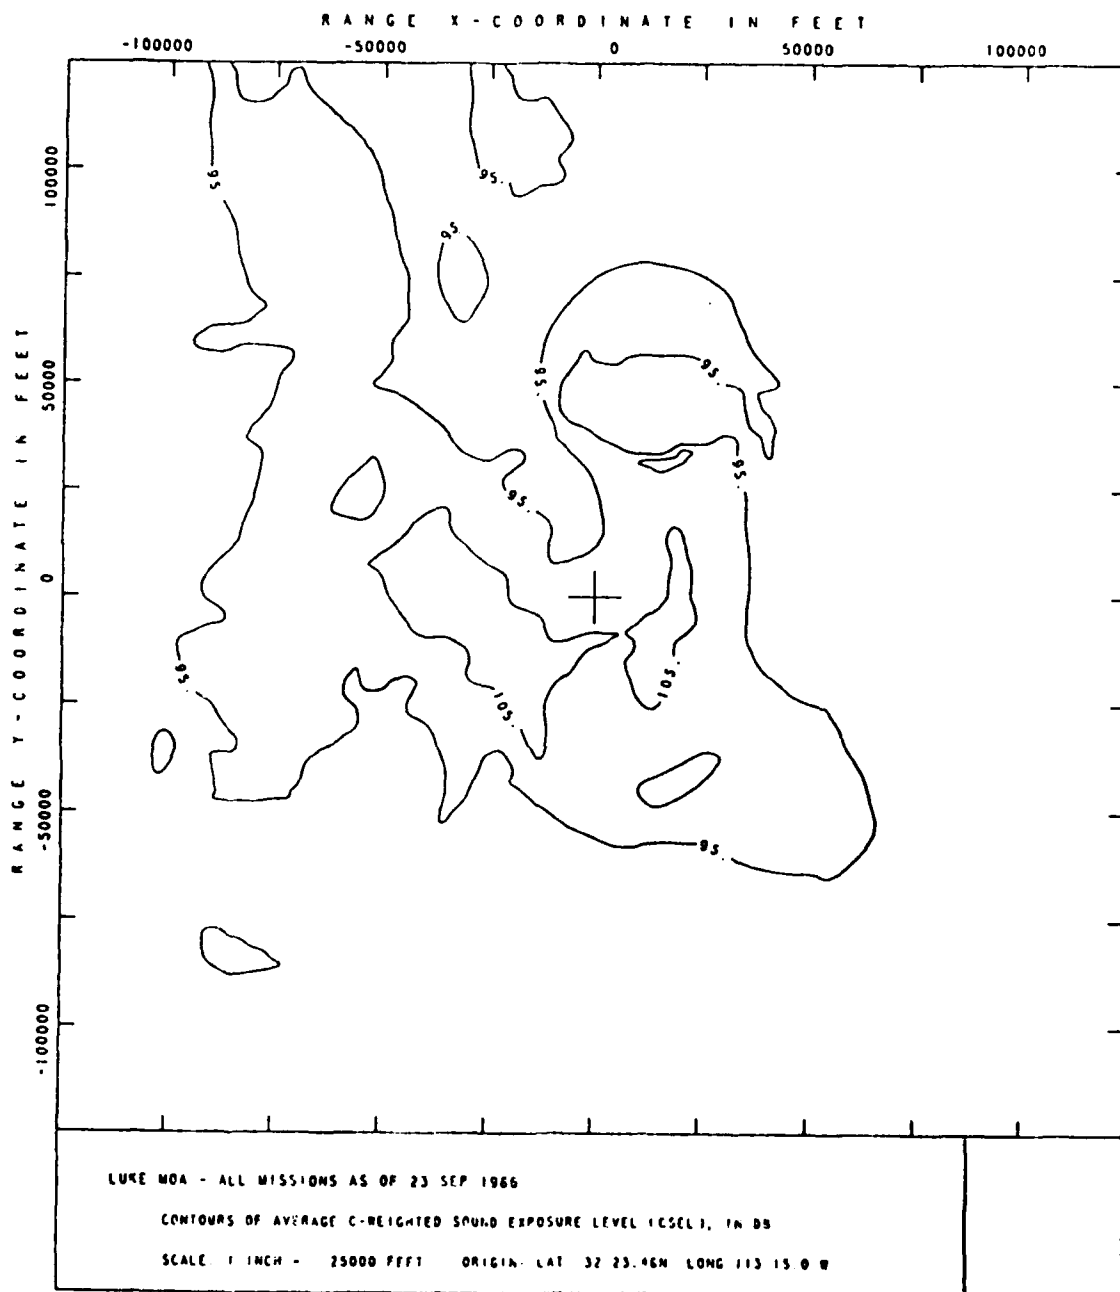 RANGE X-COORDINATE IN FEET
-100000 -50000 0 50000 100000
RANGE Y-COORDINATE IN FEET
100000
50000
0
-50000
-100000
95.
95.
95.
95.
95.
95.
95.
95.
105.
105.
95.
LUKE MOA - ALL MISSIONS AS OF 23 SEP 1986
CONTOURS OF AVERAGE C-WEIGHTED SOUND EXPOSURE LEVEL (CSEL), IN DB
SCALE: 1 INCH = 25000 FEET ORIGIN: LAT 32 23.46N LONG 113 15.0 W